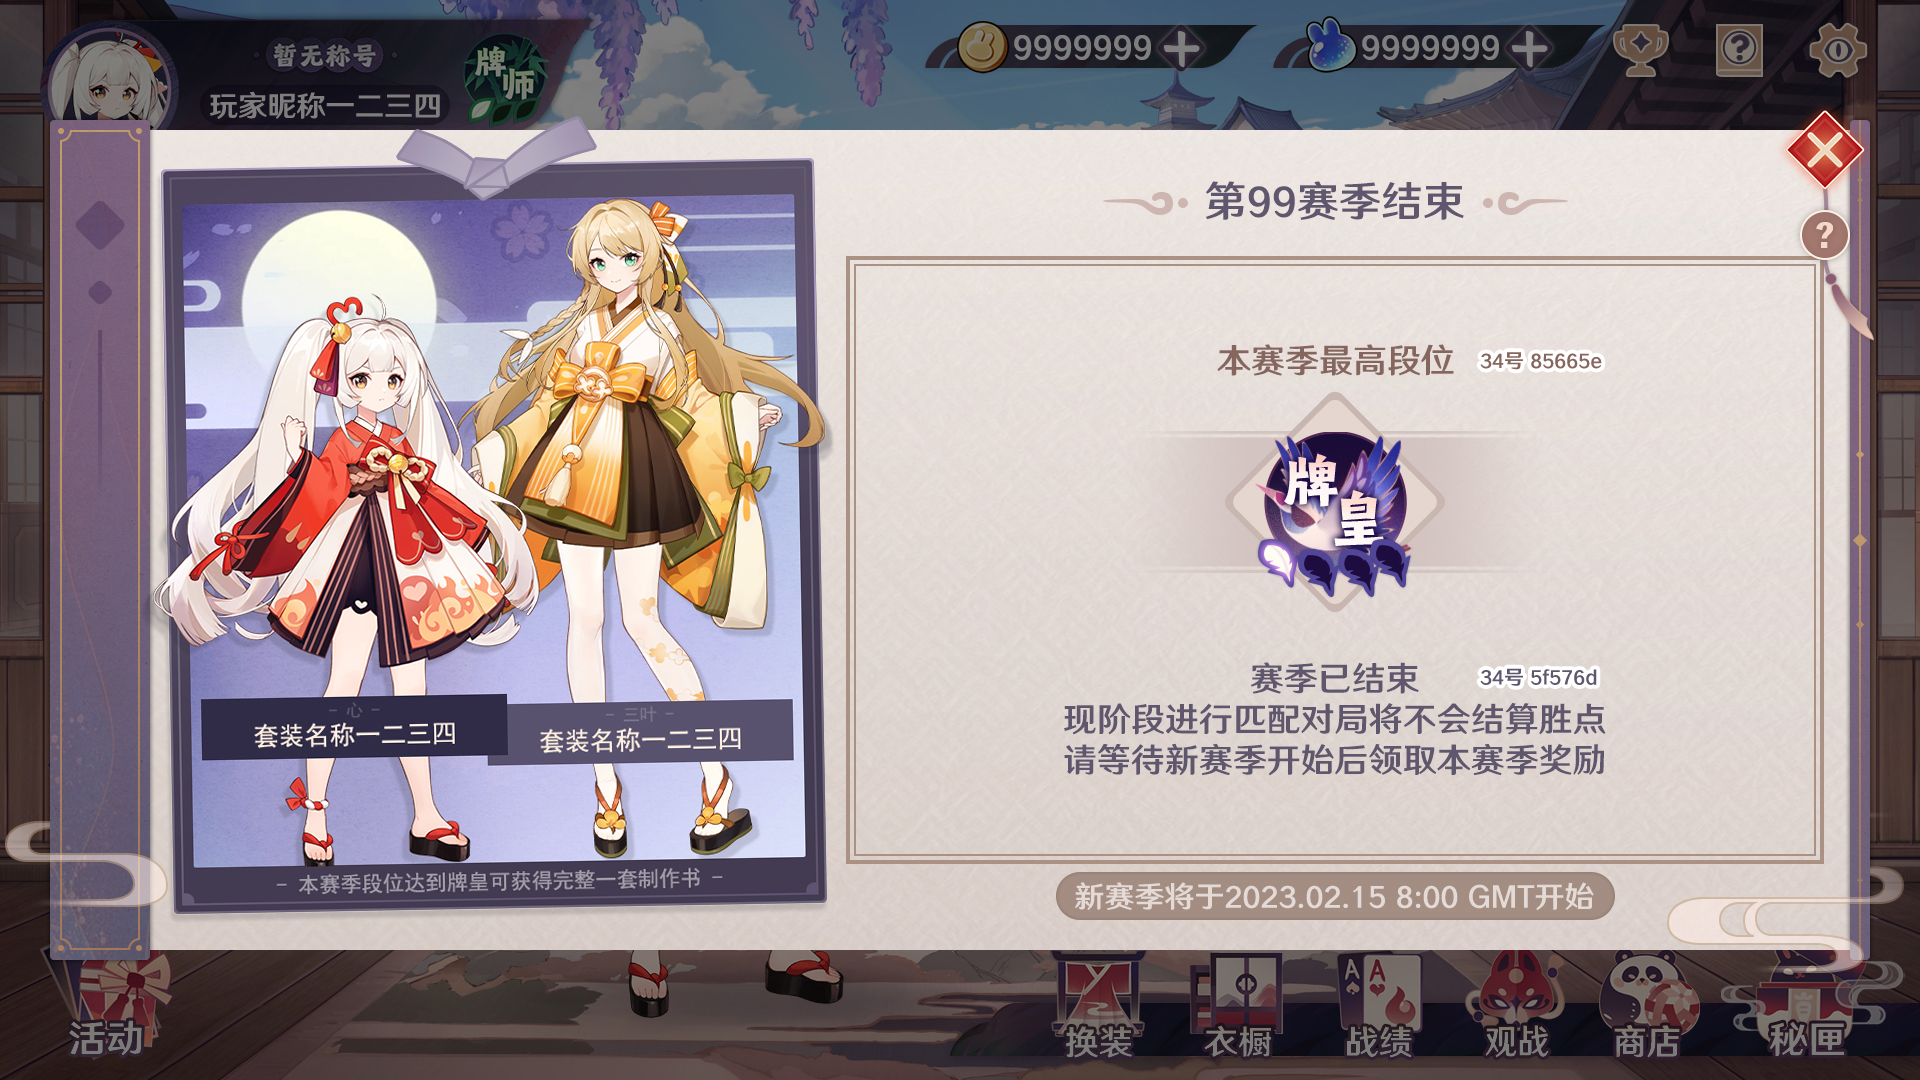 暂无称号
玩家昵称一二三四
牌师
9999999
9999999
第99赛季结束
?
本赛季最高段位
34号 85665e
牌皇
赛季已结束
34号 5f576d
现阶段进行匹配对局将不会结算胜点
请等待新赛季开始后领取本赛季奖励
- 心 -
套装名称一二三四
- 三叶 -
套装名称一二三四
- 本赛季段位达到牌皇可获得完整一套制作书 -
新赛季将于2023.02.15 8:00 GMT开始
活动
换装
衣橱
A A
战绩
观战
商店
秘匣